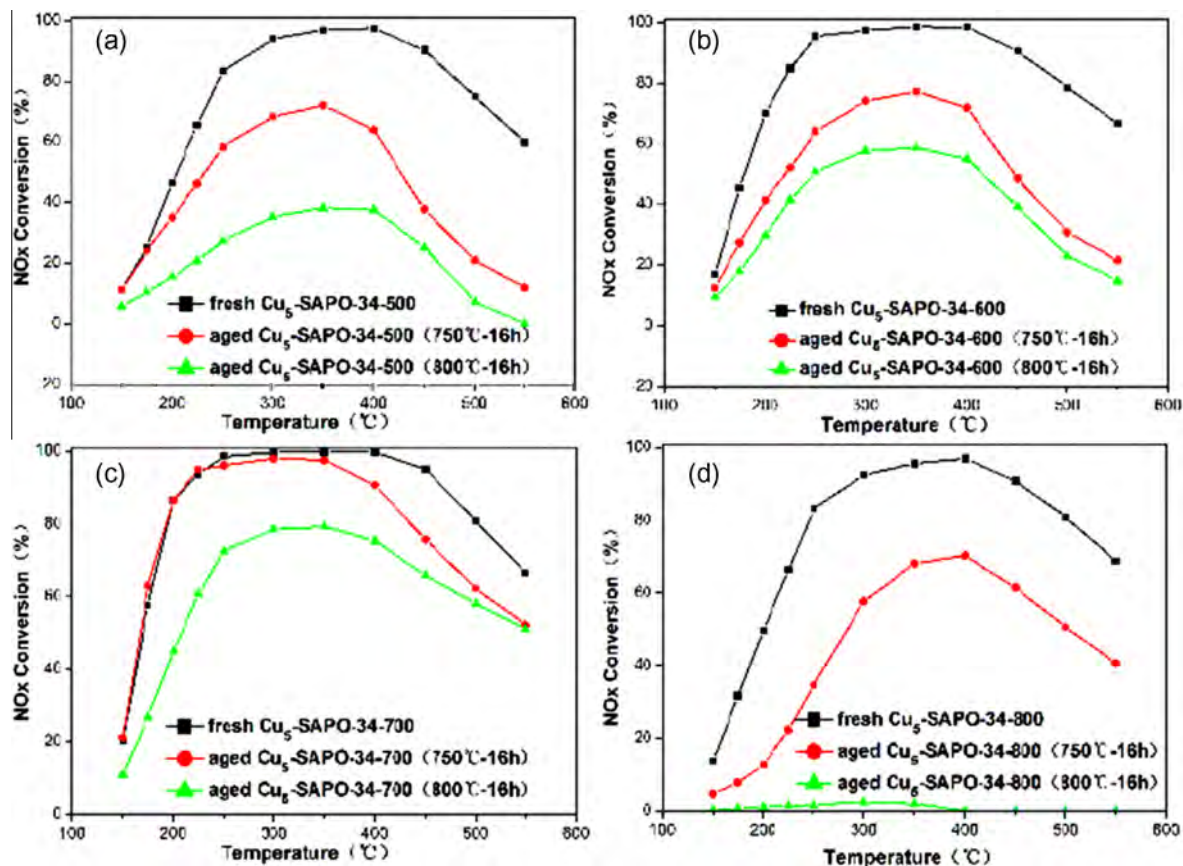 (a)
NOx Conversion (%)
100
80
60
40
20
0
20
fresh Cu5-SAPO-34-500
aged Cu5-SAPO-34-500 (750℃-16h)
aged Cu5-SAPO-34-500 (800℃-16h)
100 200 300 400 500 600
Temperature (℃)
(b)
NOx Conversion (%)
100
80
60
40
20
0
-20
fresh Cu5-SAPO-34-600
aged Cu5-SAPO-34-600 (750℃-16h)
aged Cu5-SAPO-34-600 (800℃-16h)
100 200 300 400 500 600
Temperature (℃)
(c)
NOx Conversion (%)
100
80
60
40
20
0
fresh Cu5-SAPO-34-700
aged Cu5-SAPO-34-700 (750℃-16h)
aged Cu5-SAPO-34-700 (800℃-16h)
100 200 300 400 500 600
Temperature (℃)
(d)
NOx Conversion (%)
100
80
60
40
20
0
fresh Cu5-SAPO-34-800
aged Cu5-SAPO-34-800 (750℃-16h)
aged Cu5-SAPO-34-800 (800℃-16h)
100 200 300 400 500 600
Temperature (℃)